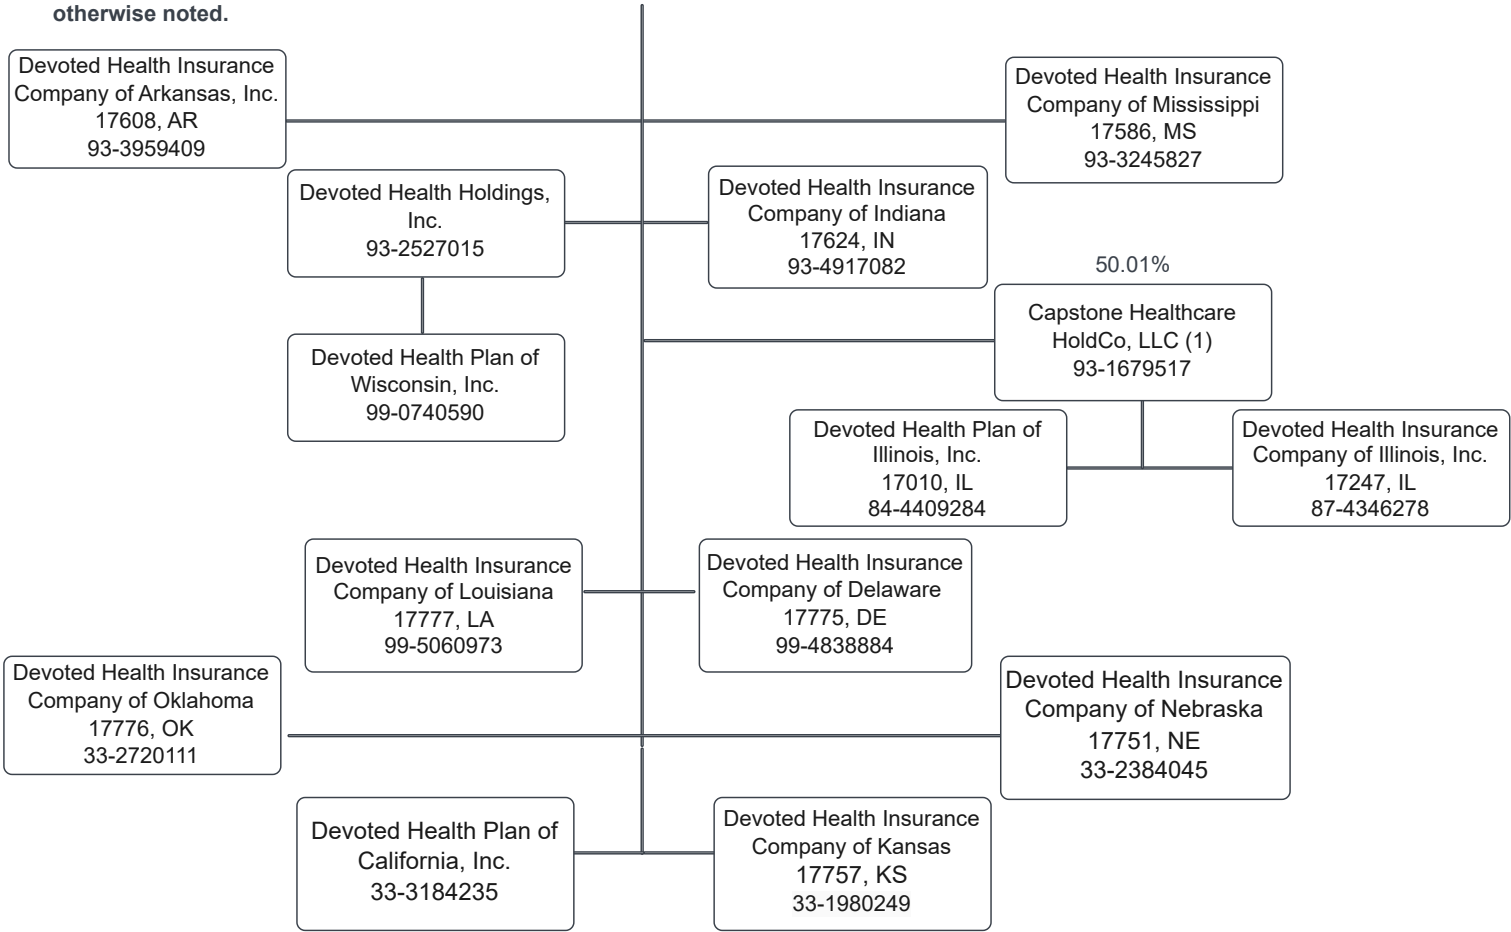 otherwise noted.
Devoted Health Insurance
Company of Arkansas, Inc.
17608, AR
93-3959409
Devoted Health Insurance
Company of Mississippi
17586, MS
93-3245827
Devoted Health Holdings,
Inc.
93-2527015
Devoted Health Insurance
Company of Indiana
17624, IN
93-4917082
50.01%
Capstone Healthcare
HoldCo, LLC (1)
93-1679517
Devoted Health Plan of
Wisconsin, Inc.
99-0740590
Devoted Health Plan of
Illinois, Inc.
17010, IL
84-4409284
Devoted Health Insurance
Company of Illinois, Inc.
17247, IL
87-4346278
Devoted Health Insurance
Company of Louisiana
17777, LA
99-5060973
Devoted Health Insurance
Company of Delaware
17775, DE
99-4838884
Devoted Health Insurance
Company of Oklahoma
17776, OK
33-2720111
Devoted Health Insurance
Company of Nebraska
17751, NE
33-2384045
Devoted Health Plan of
California, Inc.
33-3184235
Devoted Health Insurance
Company of Kansas
17757, KS
33-1980249